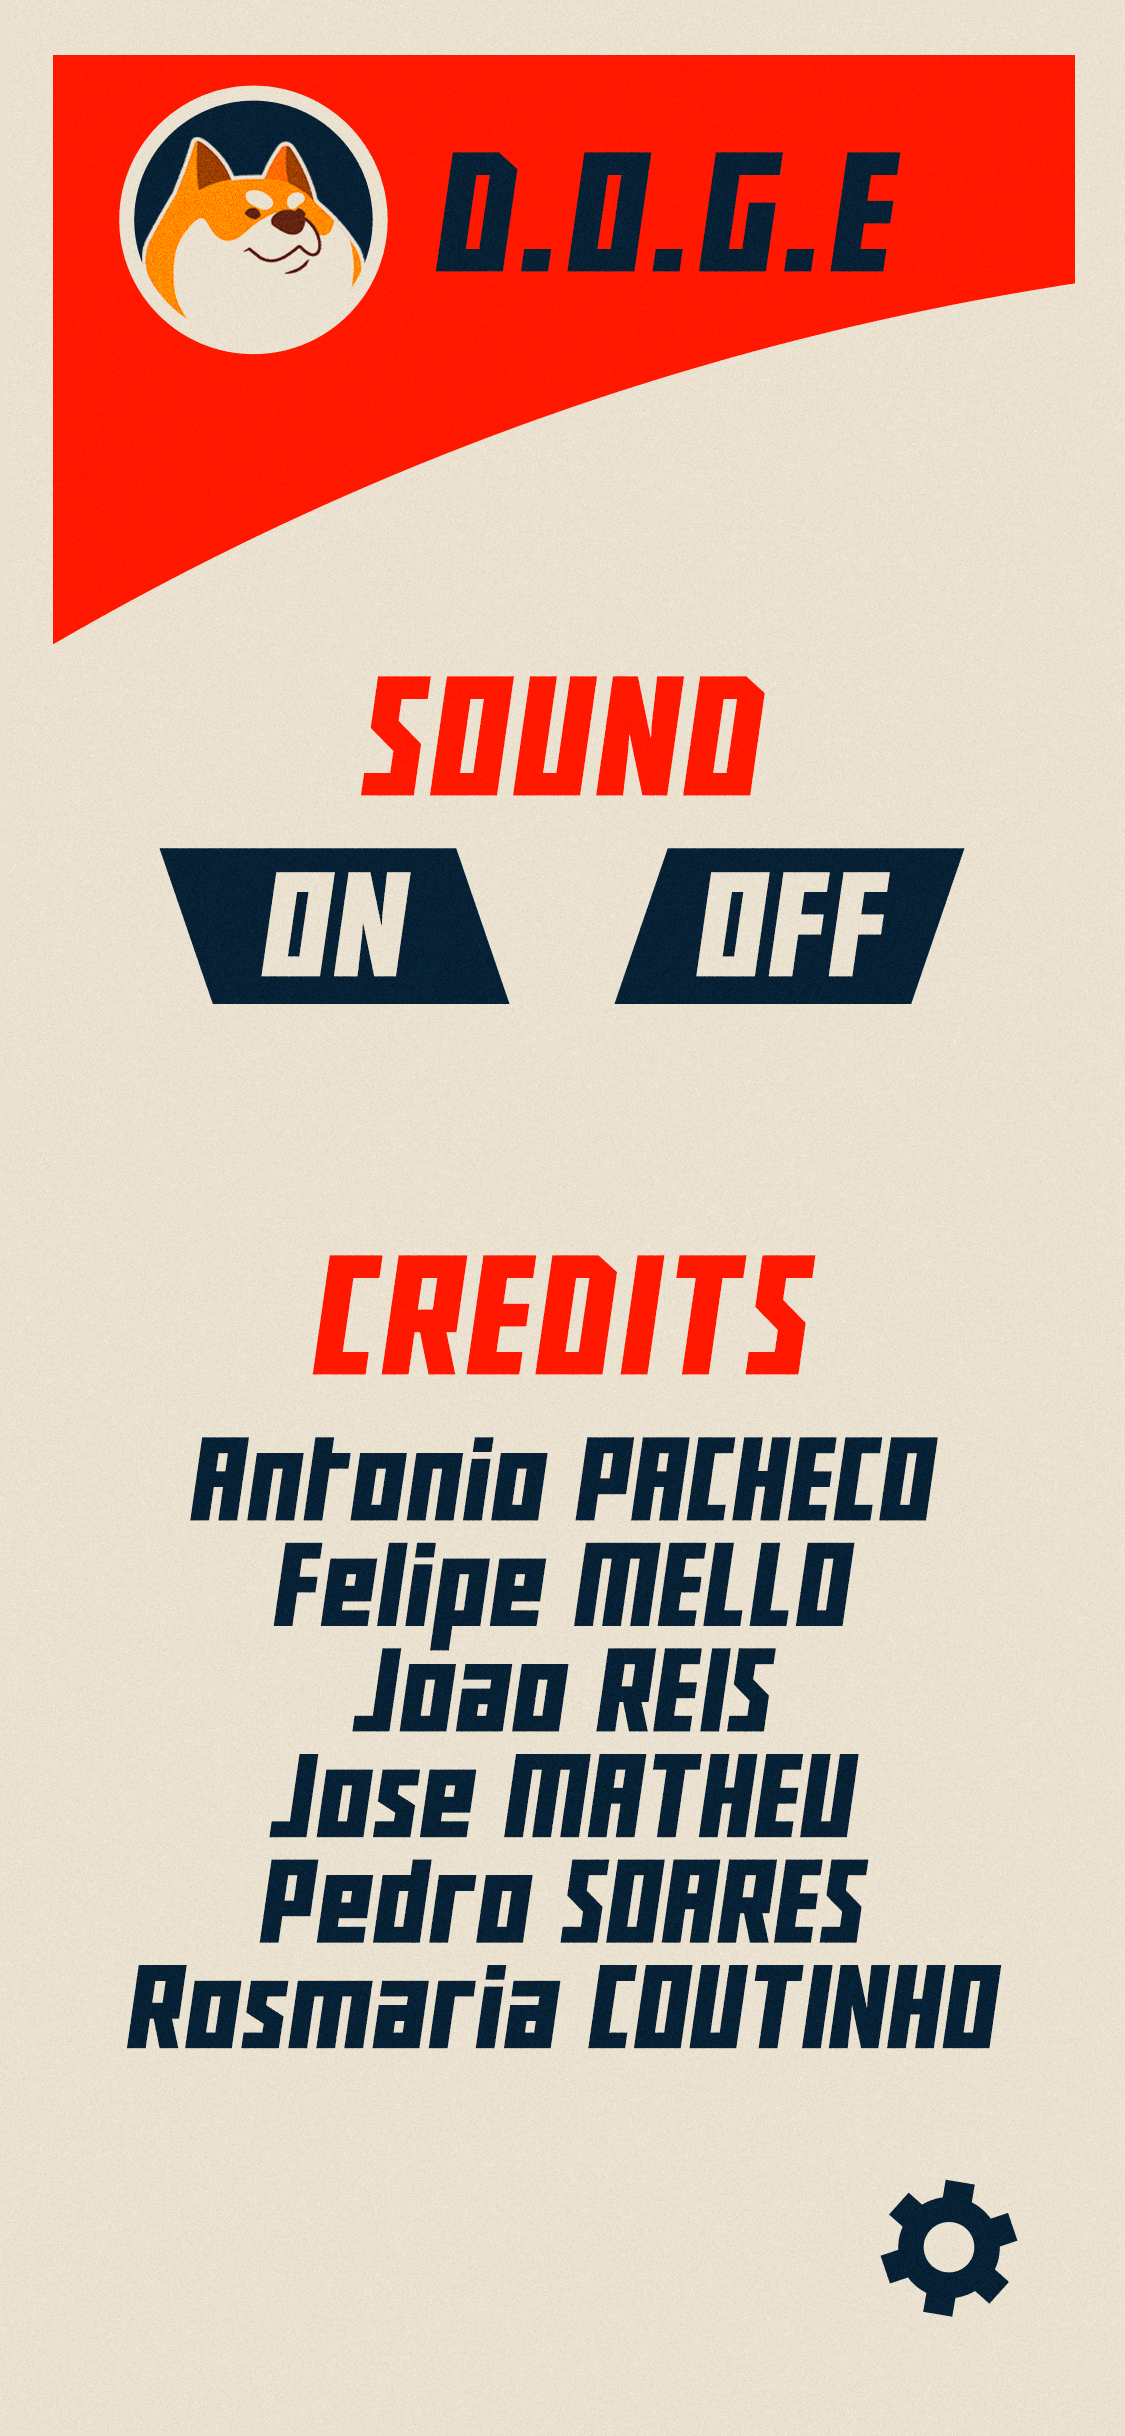 D.O.G.E
SOUND
ON OFF
CREDITS
Antonio PACHECO
Felipe MELLO
Joao REIS
Jose MATHEU
Pedro SOARES
Rosmaria COUTINHO